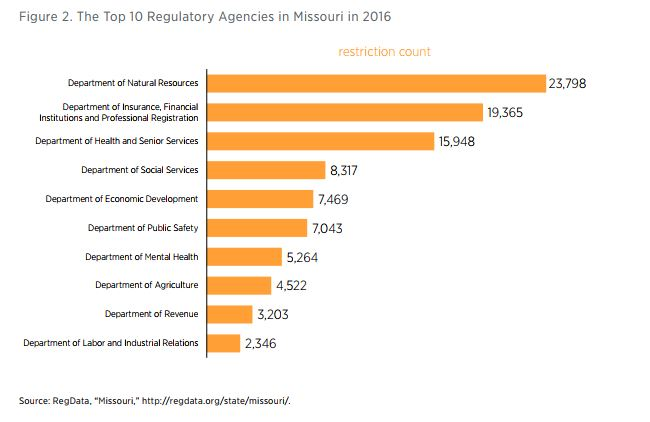 Figure 2. The Top 10 Regulatory Agencies in Missouri in 2016
restriction count
Department of Natural Resources 23,798
Department of Insurance, Financial
Institutions and Professional Registration 19,365
Department of Health and Senior Services 15,948
Department of Social Services 8,317
Department of Economic Development 7,469
Department of Public Safety 7,043
Department of Mental Health 5,264
Department of Agriculture 4,522
Department of Revenue 3,203
Department of Labor and Industrial Relations 2,346
Source: RegData, “Missouri,” http://regdata.org/state/missouri/.